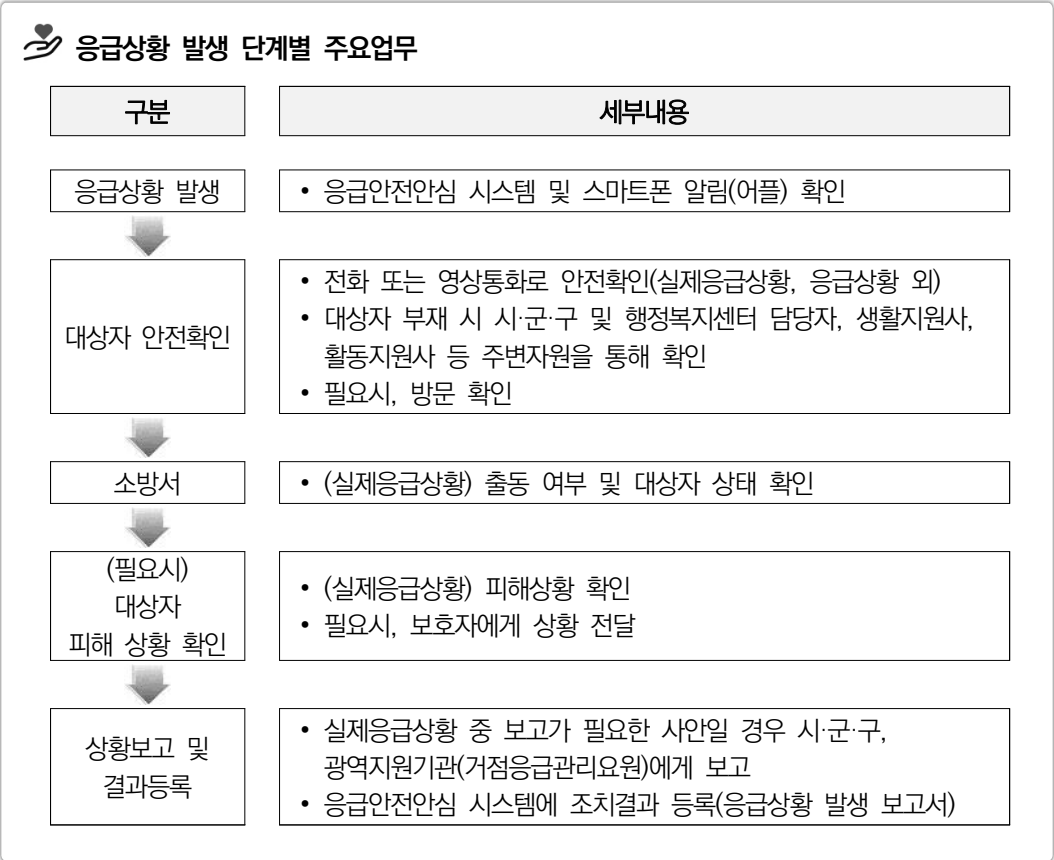 응급상황 발생 단계별 주요업무
구분
세부내용
응급상황 발생
• 응급안전안심 시스템 및 스마트폰 알림(어플) 확인
대상자 안전확인
• 전화 또는 영상통화로 안전확인(실제응급상황, 응급상황 외)
• 대상자 부재 시 시·군·구 및 행정복지센터 담당자, 생활지원사,
활동지원사 등 주변자원을 통해 확인
• 필요시, 방문 확인
소방서
• (실제응급상황) 출동 여부 및 대상자 상태 확인
(필요시)
대상자
피해 상황 확인
• (실제응급상황) 피해상황 확인
• 필요시, 보호자에게 상황 전달
상황보고 및
결과등록
• 실제응급상황 중 보고가 필요한 사안일 경우 시·군·구,
광역지원기관(거점응급관리요원)에게 보고
• 응급안전안심 시스템에 조치결과 등록(응급상황 발생 보고서)